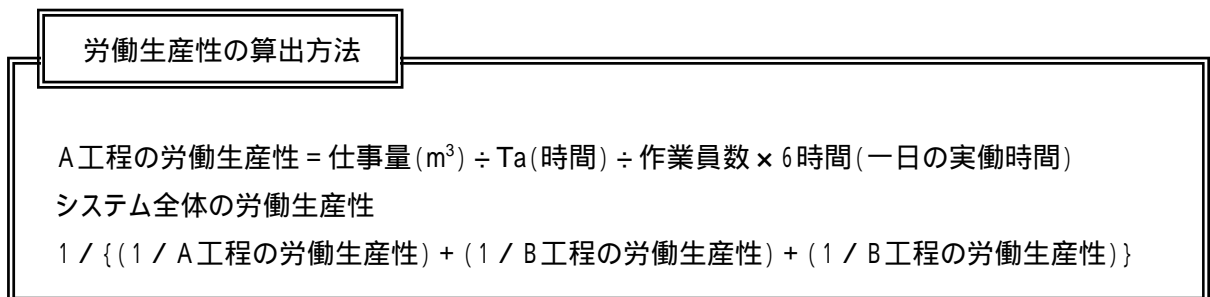 労働生産性の算出方法
A工程の労働生産性＝仕事量(m³)÷Ta(時間)÷作業員数×6時間(一日の実働時間)
システム全体の労働生産性
1／{(1／A工程の労働生産性)+(1／B工程の労働生産性)+(1／B工程の労働生産性)}